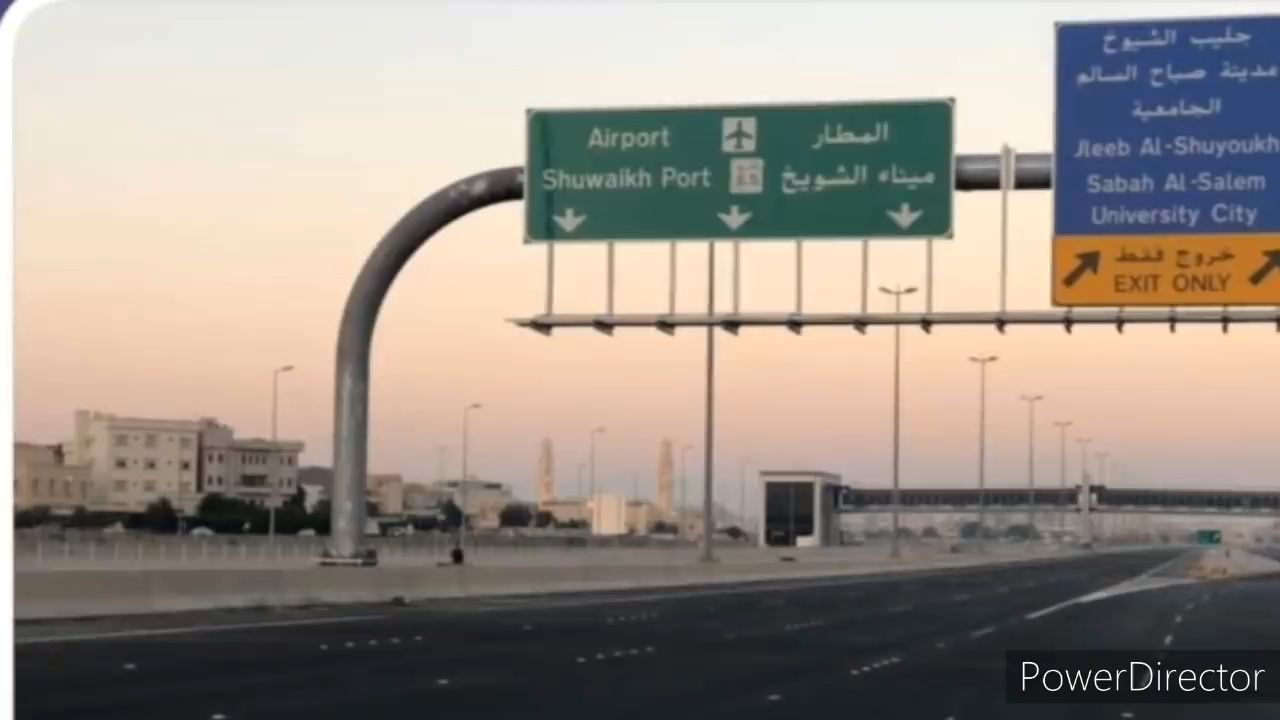 Airport
المطار
Shuwaikh Port
ميناء الشويخ
جليب الشيوخ
مدينة صباح السالم
الجامعية
Jleeb Al-Shuyoukh
Sabah Al-Salem
University City
خروج فقط
EXIT ONLY
PowerDirector